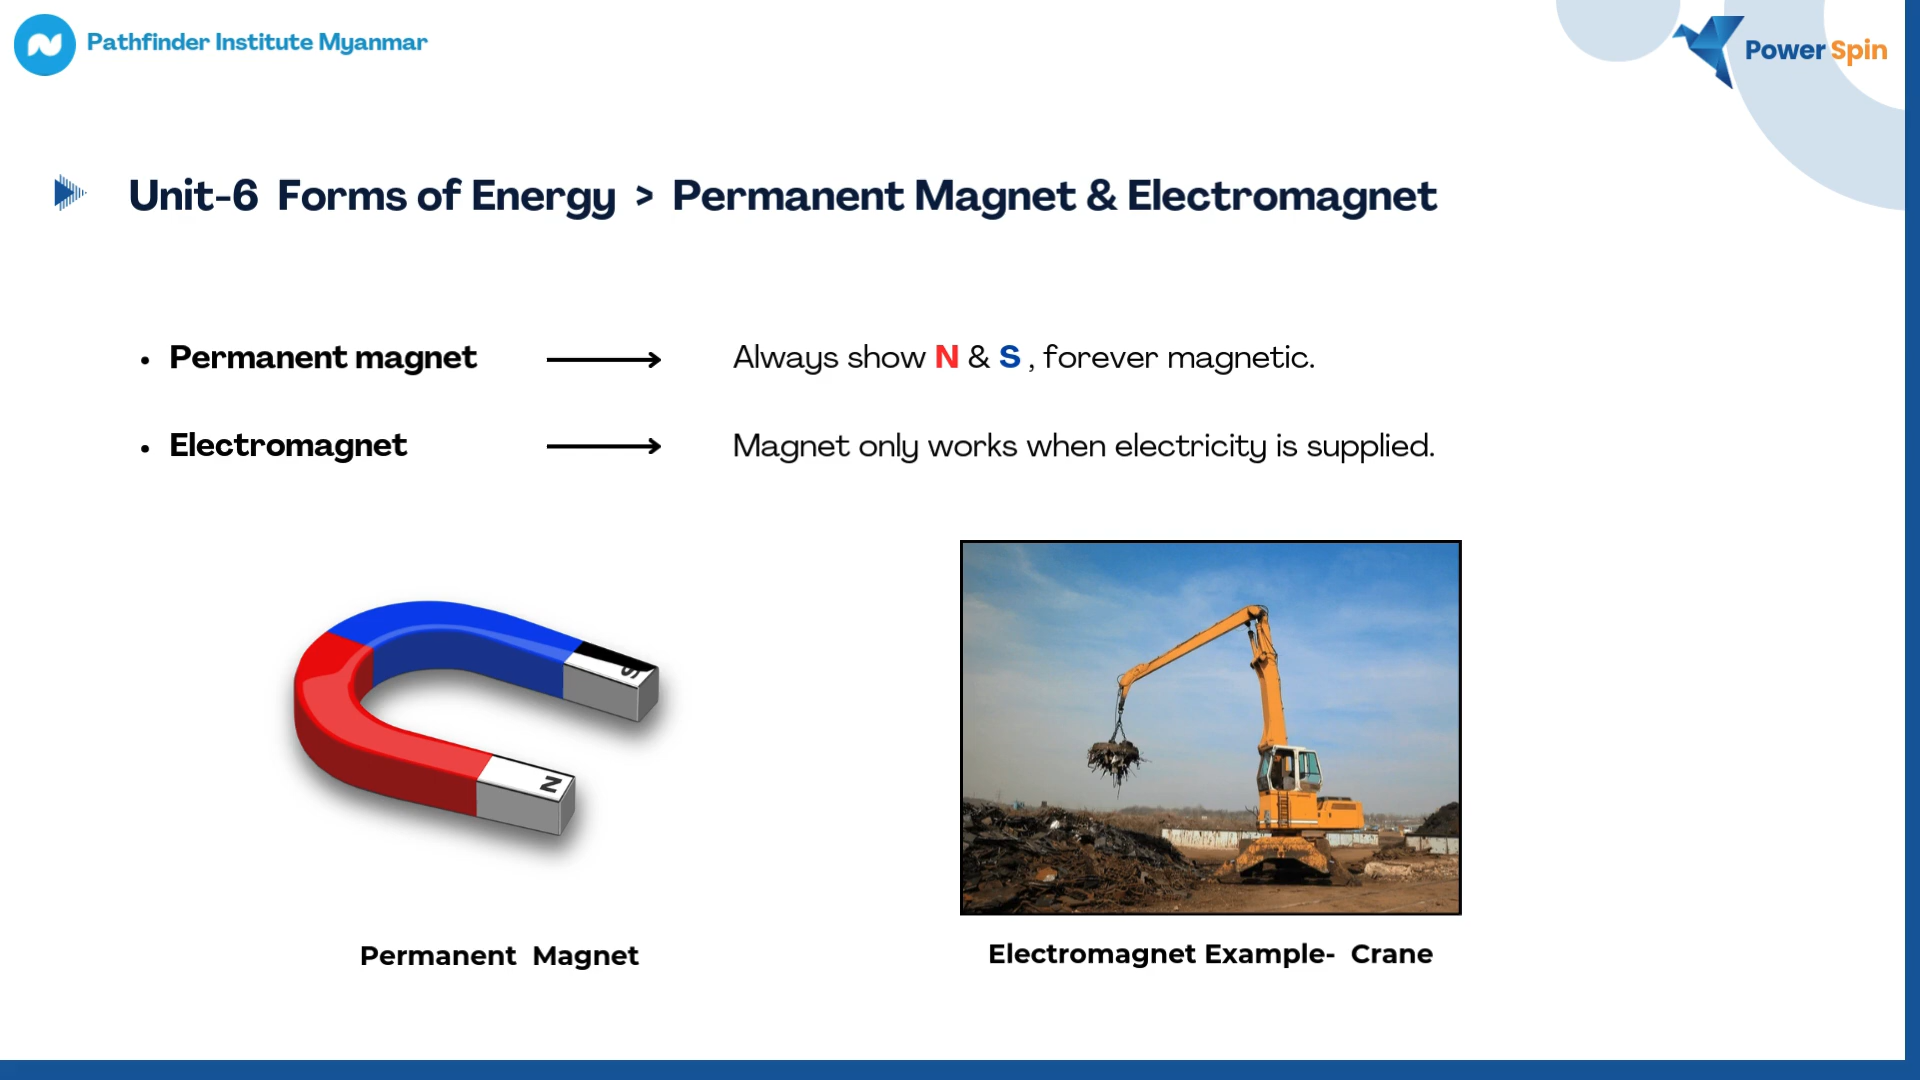 Pathfinder Institute Myanmar
Power Spin
Unit-6 Forms of Energy > Permanent Magnet & Electromagnet
• Permanent magnet → Always show N & S , forever magnetic.
• Electromagnet → Magnet only works when electricity is supplied.
S
N
Permanent Magnet
Electromagnet Example- Crane